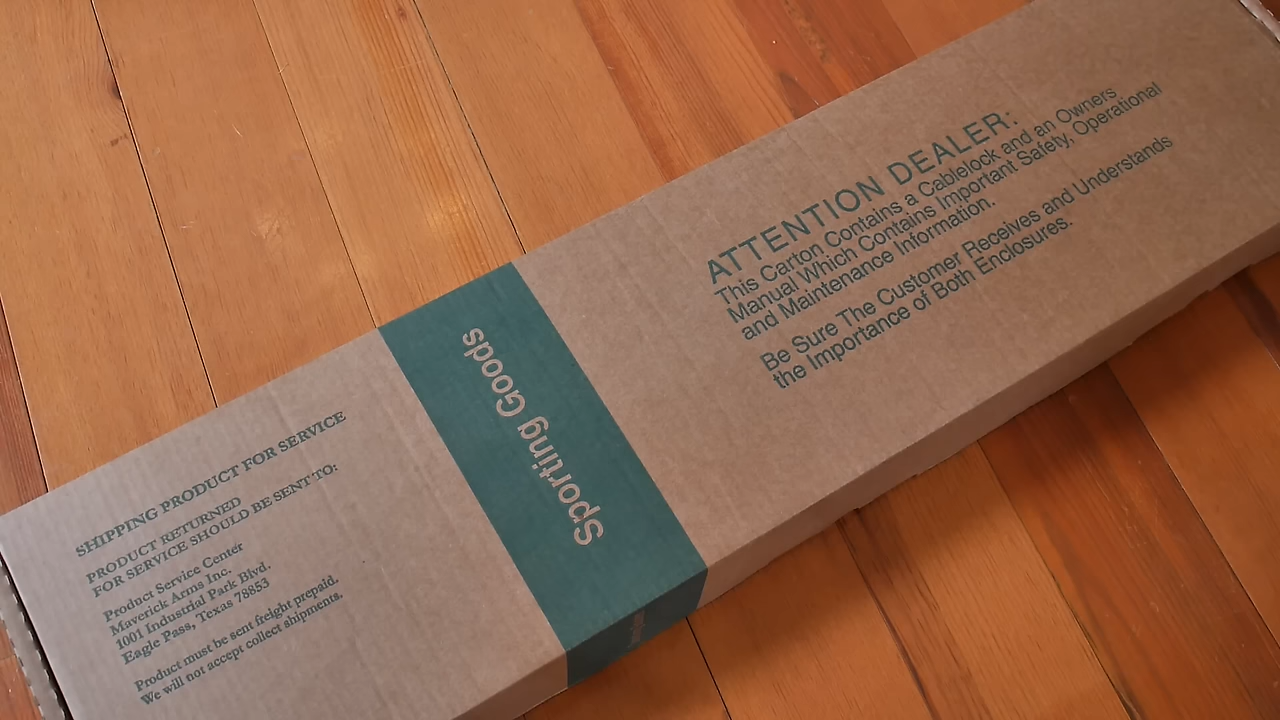 SHIPPING PRODUCT FOR SERVICE
PRODUCT RETURNED
FOR SERVICE SHOULD BE SENT TO:
Product Service Center
Maverick Arms Inc.
1001 Industrial Park Blvd.
Eagle Pass, Texas 78853
Product must be sent freight prepaid.
We will not accept collect shipments.
Sporting Goods
ATTENTION DEALER:
This Carton Contains a Cablelock and an Owners
Manual Which Contains Important Safety, Operational
and Maintenance Information.
Be Sure The Customer Receives and Understands
the Importance of Both Enclosures.